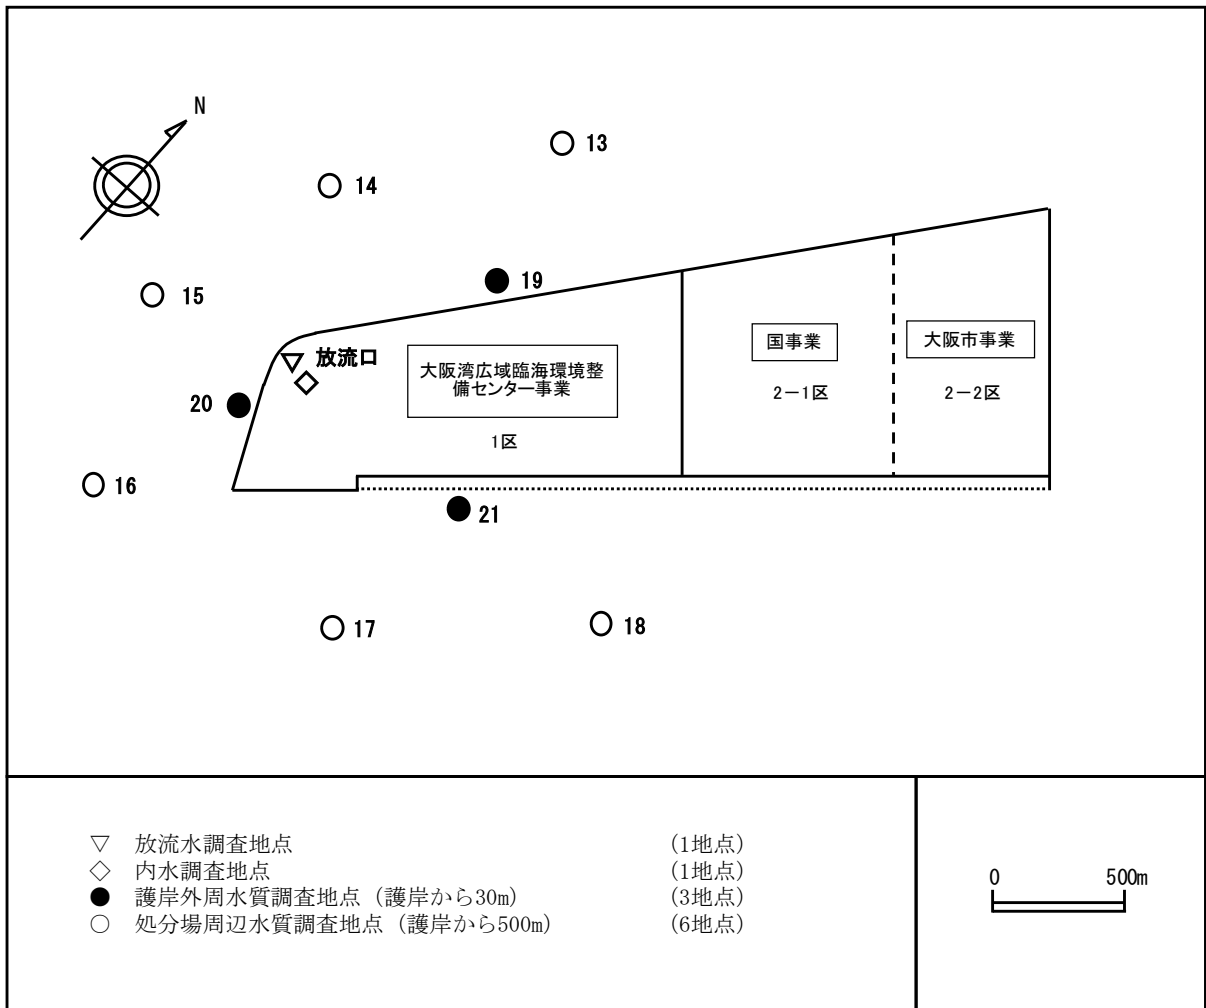 N
13
14
15
19
放流口
国事業
大阪市事業
大阪湾広域臨海環境整
備センター事業
20
2－1区
2－2区
1区
16
21
17
18
▽ 放流水調査地点 (1地点)
◇ 内水調査地点 (1地点)
● 護岸外周水質調査地点（護岸から30m） (3地点)
○ 処分場周辺水質調査地点（護岸から500m） (6地点)
0 500m